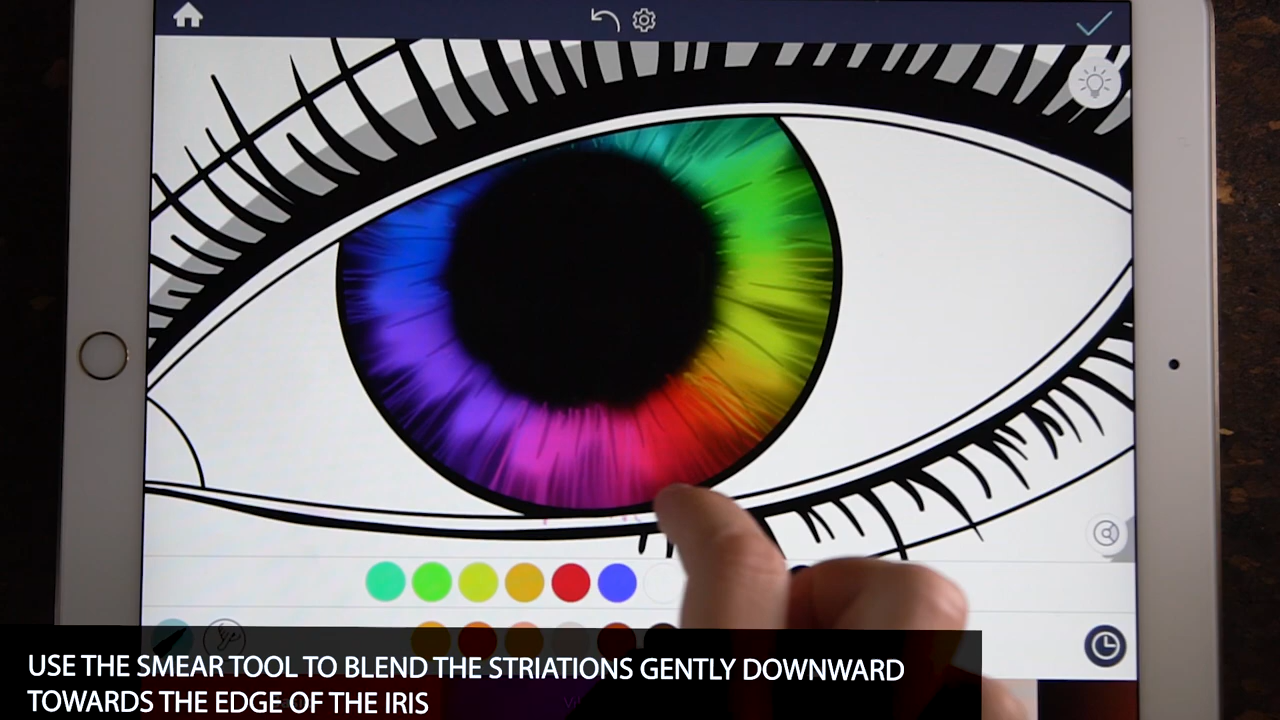 USE THE SMEAR TOOL TO BLEND THE STRIATIONS GENTLY DOWNWARD
TOWARDS THE EDGE OF THE IRIS